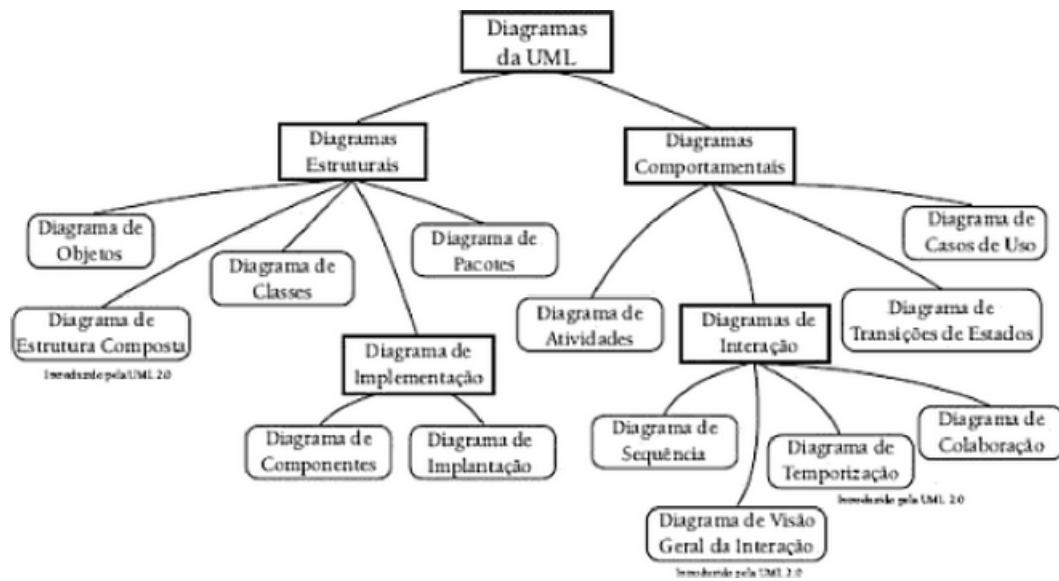 Diagramas
da UML
Diagramas
Estruturais
Diagramas
Comportamentais
Diagrama de
Objetos
Diagrama de
Classes
Diagrama de
Pacotes
Diagrama de
Casos de Uso
Diagrama de
Estrutura Composta
Introduzido pela UML 2.0
Diagrama de
Implementação
Diagrama de
Atividades
Diagramas de
Interação
Diagrama de
Transições de Estados
Diagrama de
Componentes
Diagrama de
Implantação
Diagrama de
Sequência
Diagrama de
Temporização
Introduzido pela UML 2.0
Diagrama de
Colaboração
Diagrama de Visão
Geral da Interação
Introduzido pela UML 2.0